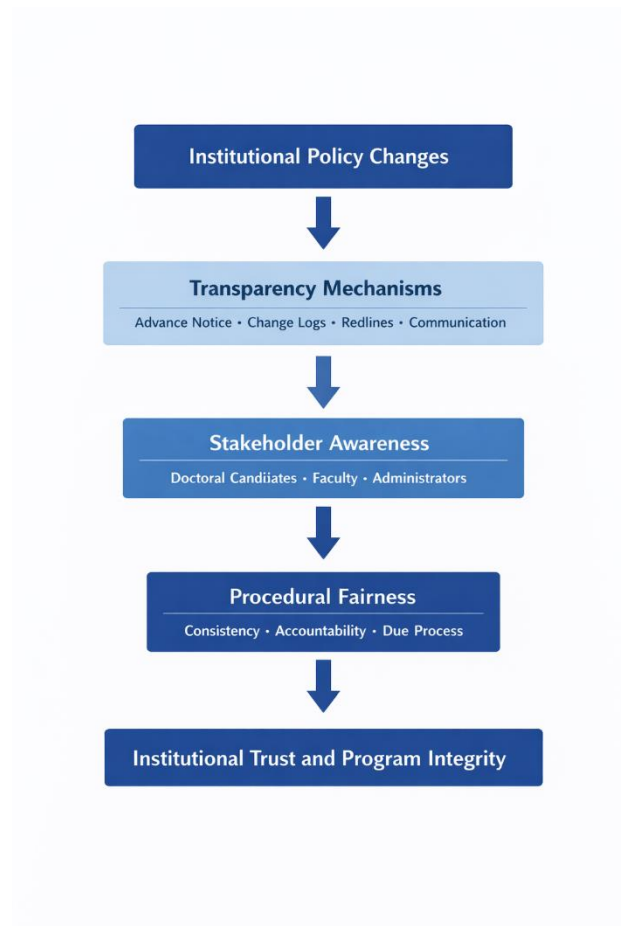 Institutional Policy Changes
Transparency Mechanisms
Advance Notice • Change Logs • Redlines • Communication
Stakeholder Awareness
Doctoral Candiiates • Faculty • Administrators
Procedural Fairness
Consistency • Accountability • Due Process
Institutional Trust and Program Integrity